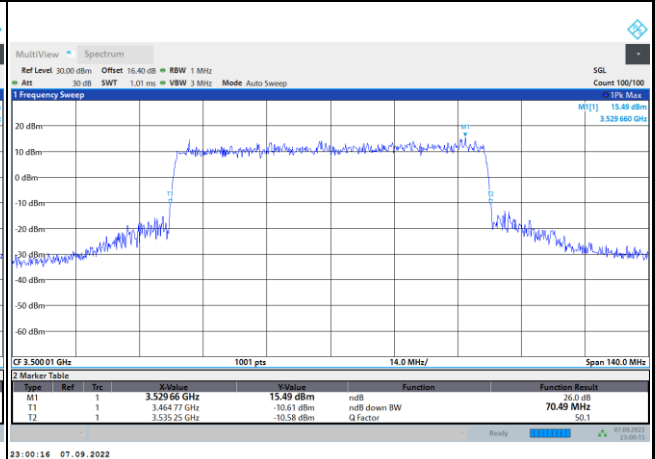 MultiView Spectrum
Ref Level 30.00 dBm Offset 16.40 dB RBW 1 MHz SGL
Att 30 dB SWT 1.01 ms VBW 3 MHz Mode Auto Sweep Count 100/100
1 Frequency Sweep 1Pk Max
M1[1] 15.49 dBm
3.529 660 GHz
M1
20 dBm
10 dBm
0 dBm
T1 T2
-10 dBm
-20 dBm
-30 dBm
-40 dBm
-50 dBm
-60 dBm
CF 3.500 01 GHz 1001 pts 14.0 MHz/ Span 140.0 MHz
2 Marker Table
Type Ref Trc X-Value Y-Value Function Function Result
M1 1 3.529 66 GHz 15.49 dBm ndB 26.0 dB
T1 1 3.464 77 GHz -10.61 dBm ndB down BW 70.49 MHz
T2 1 3.535 25 GHz -10.58 dBm Q Factor 50.1
Ready 07.09.2022
23:00:15
23:00:16 07.09.2022